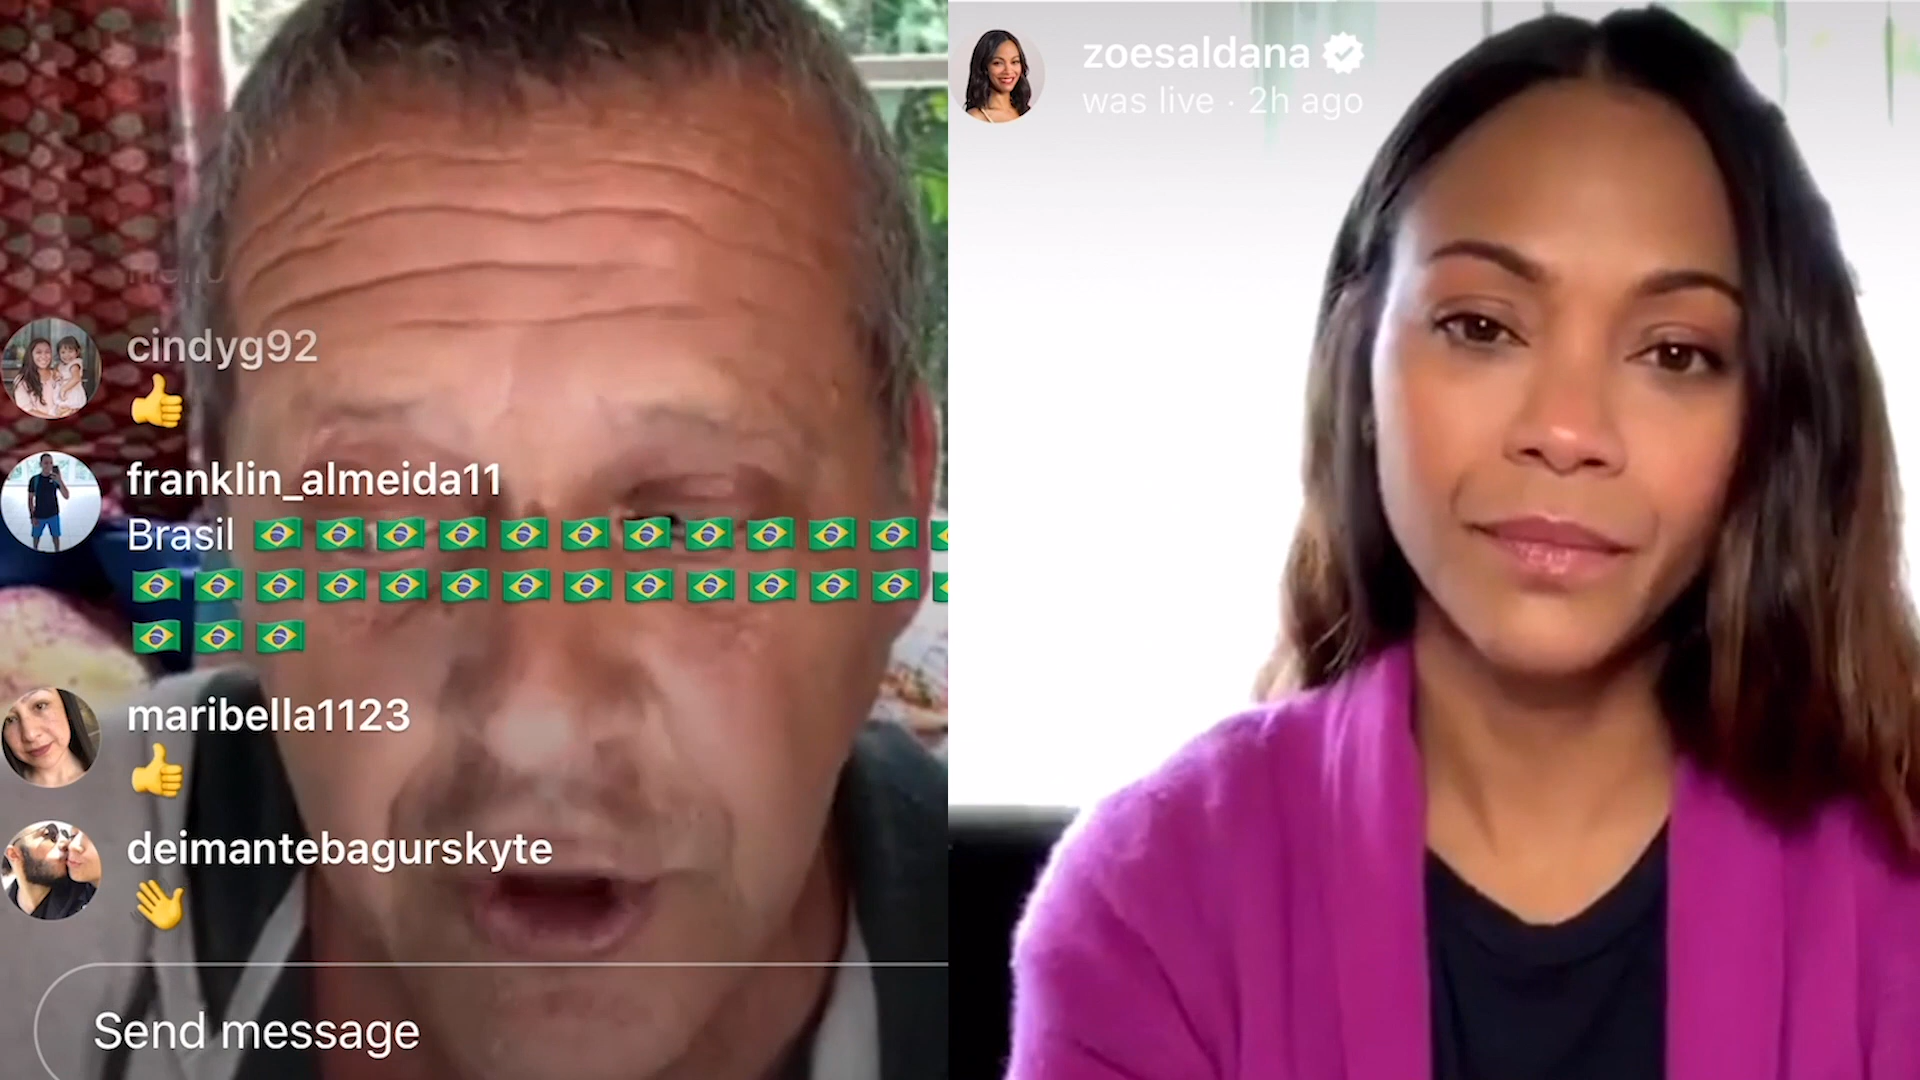 cindyg92
👍
franklin_almeida11
Brasil 🇧🇷 🇧🇷 🇧🇷 🇧🇷 🇧🇷 🇧🇷 🇧🇷 🇧🇷 🇧🇷 🇧🇷 🇧🇷 🇧🇷
🇧🇷 🇧🇷 🇧🇷 🇧🇷 🇧🇷 🇧🇷 🇧🇷 🇧🇷 🇧🇷 🇧🇷 🇧🇷 🇧🇷 🇧🇷 🇧🇷
🇧🇷 🇧🇷 🇧🇷
maribella1123
👍
deimantebagurskyte
👋
Send message
zoesaldana
was live · 2h ago